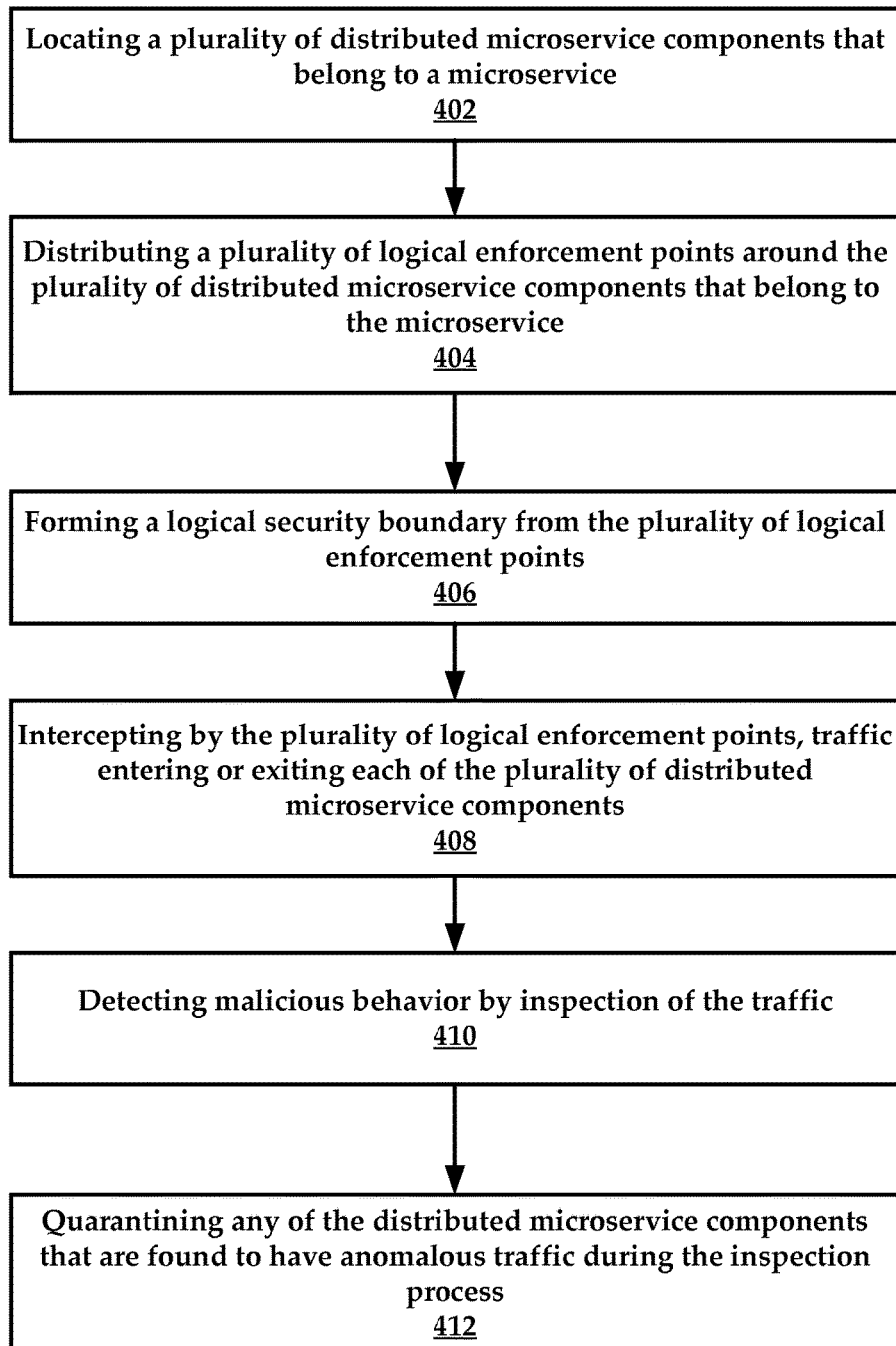 Locating a plurality of distributed microservice components that
belong to a microservice
402
Distributing a plurality of logical enforcement points around the
plurality of distributed microservice components that belong to
the microservice
404
Forming a logical security boundary from the plurality of logical
enforcement points
406
Intercepting by the plurality of logical enforcement points, traffic
entering or exiting each of the plurality of distributed
microservice components
408
Detecting malicious behavior by inspection of the traffic
410
Quarantining any of the distributed microservice components
that are found to have anomalous traffic during the inspection
process
412